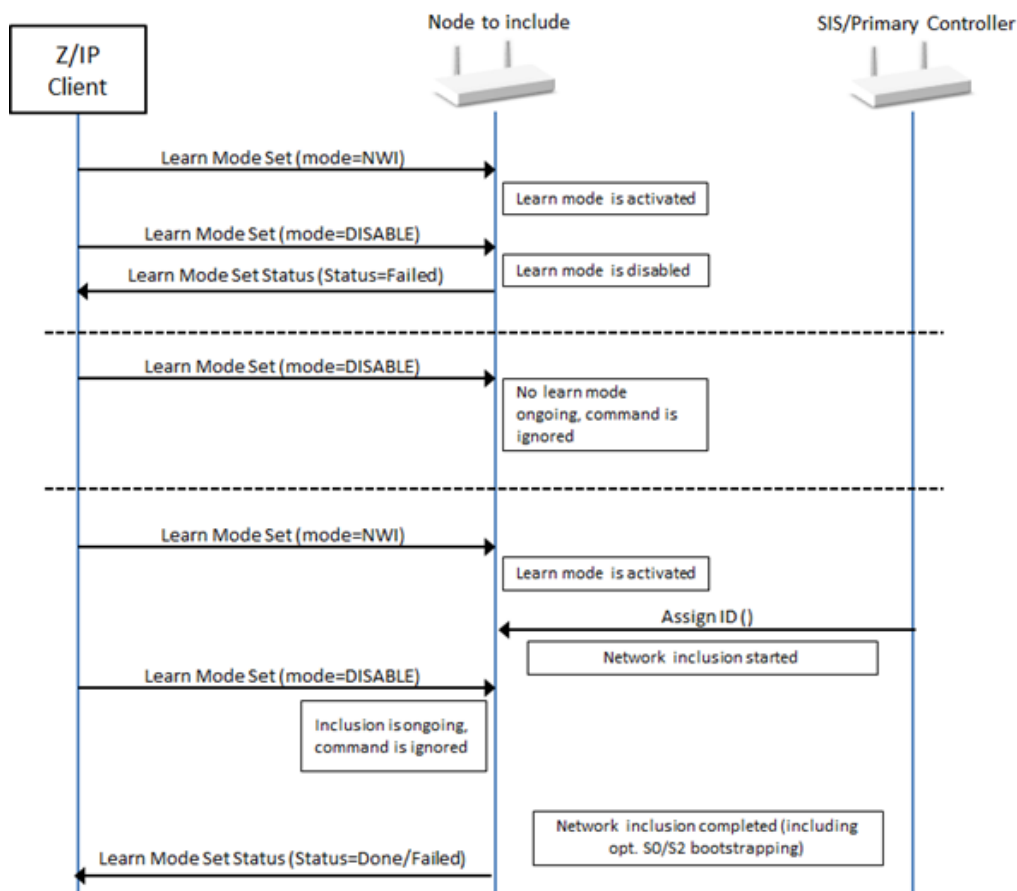 Node to include
SIS/Primary Controller
Z/IP
Client
Learn Mode Set (mode=NWI)
Learn mode is activated
Learn Mode Set (mode=DISABLE)
Learn mode is disabled
Learn Mode Set Status (Status=Failed)
Learn Mode Set (mode=DISABLE)
No learn mode
ongoing, command is
ignored
Learn Mode Set (mode=NWI)
Learn mode is activated
Assign ID ()
Network inclusion started
Learn Mode Set (mode=DISABLE)
Inclusion is ongoing,
command is ignored
Network inclusion completed (including
opt. S0/S2 bootstrapping)
Learn Mode Set Status (Status=Done/Failed)